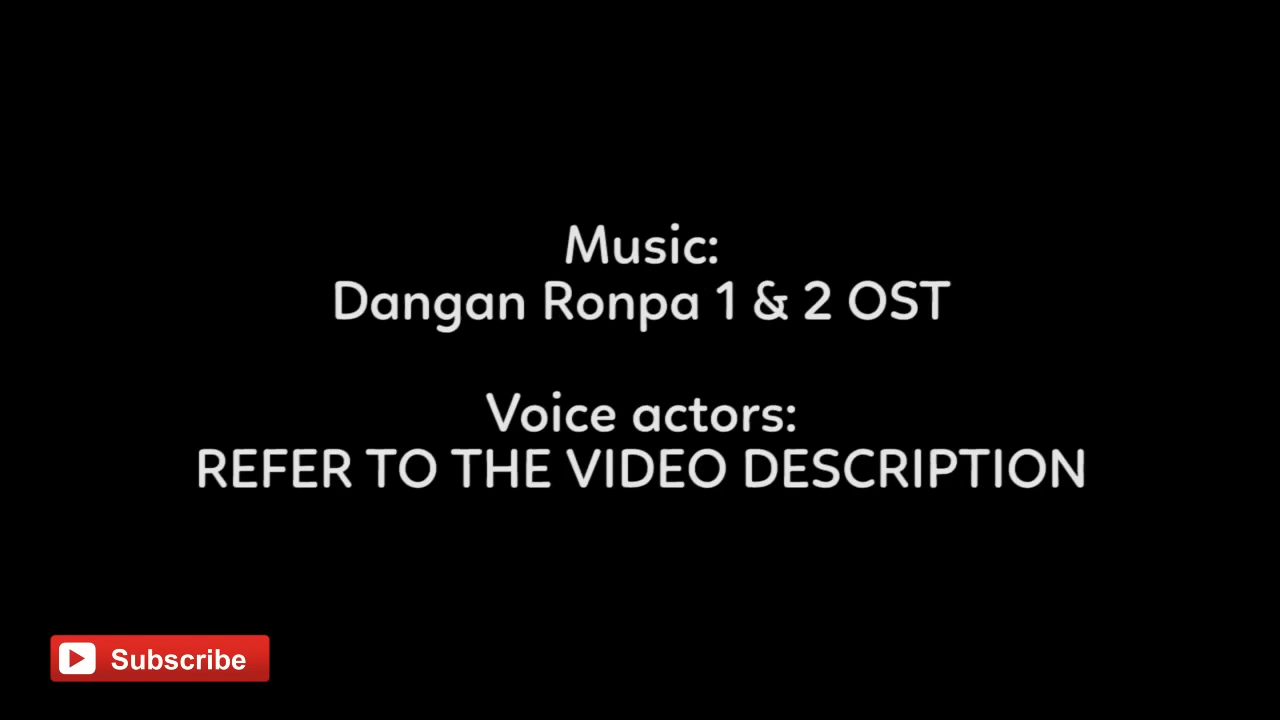 Music:
Dangan Ronpa 1 & 2 OST
Voice actors:
REFER TO THE VIDEO DESCRIPTION
Subscribe